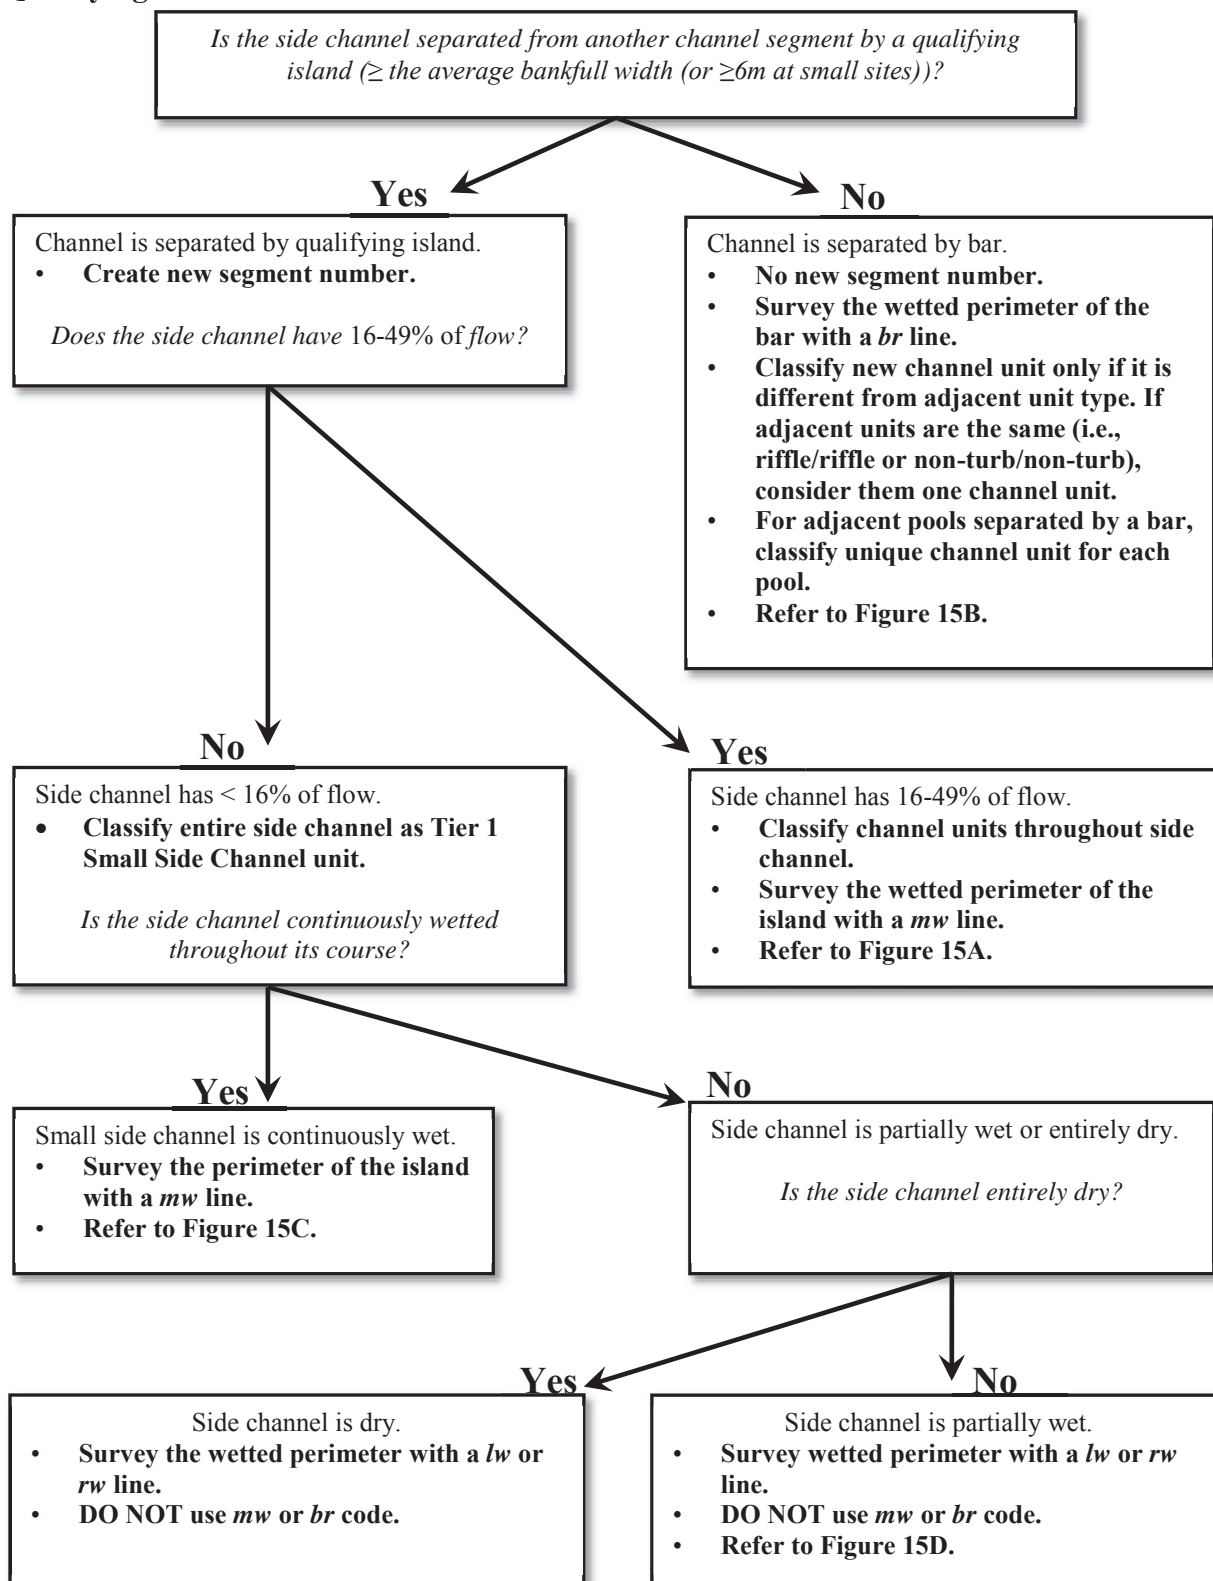 Is the side channel separated from another channel segment by a qualifying
island (≥ the average bankfull width (or ≥6m at small sites))?
Yes
No
Channel is separated by qualifying island.
• Create new segment number.
Does the side channel have 16-49% of flow?
Channel is separated by bar.
• No new segment number.
• Survey the wetted perimeter of the
bar with a br line.
• Classify new channel unit only if it is
different from adjacent unit type. If
adjacent units are the same (i.e.,
riffle/riffle or non-turb/non-turb),
consider them one channel unit.
• For adjacent pools separated by a bar,
classify unique channel unit for each
pool.
• Refer to Figure 15B.
No
Yes
Side channel has < 16% of flow.
• Classify entire side channel as Tier 1
Small Side Channel unit.
Is the side channel continuously wetted
throughout its course?
Side channel has 16-49% of flow.
• Classify channel units throughout side
channel.
• Survey the wetted perimeter of the
island with a mw line.
• Refer to Figure 15A.
Yes
No
Small side channel is continuously wet.
• Survey the perimeter of the island
with a mw line.
• Refer to Figure 15C.
Side channel is partially wet or entirely dry.
Is the side channel entirely dry?
Yes
No
Side channel is dry.
• Survey the wetted perimeter with a lw or
rw line.
• DO NOT use mw or br code.
Side channel is partially wet.
• Survey wetted perimeter with a lw or rw
line.
• DO NOT use mw or br code.
• Refer to Figure 15D.